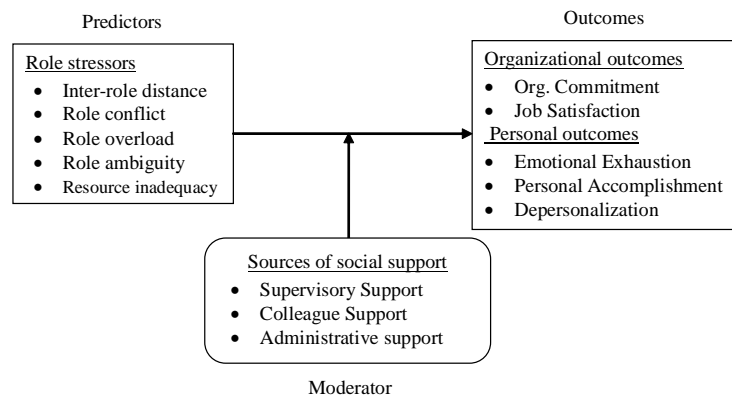 Predictors
Role stressors
• Inter-role distance
• Role conflict
• Role overload
• Role ambiguity
• Resource inadequacy
Outcomes
Organizational outcomes
• Org. Commitment
• Job Satisfaction
Personal outcomes
• Emotional Exhaustion
• Personal Accomplishment
• Depersonalization
Sources of social support
• Supervisory Support
• Colleague Support
• Administrative support
Moderator